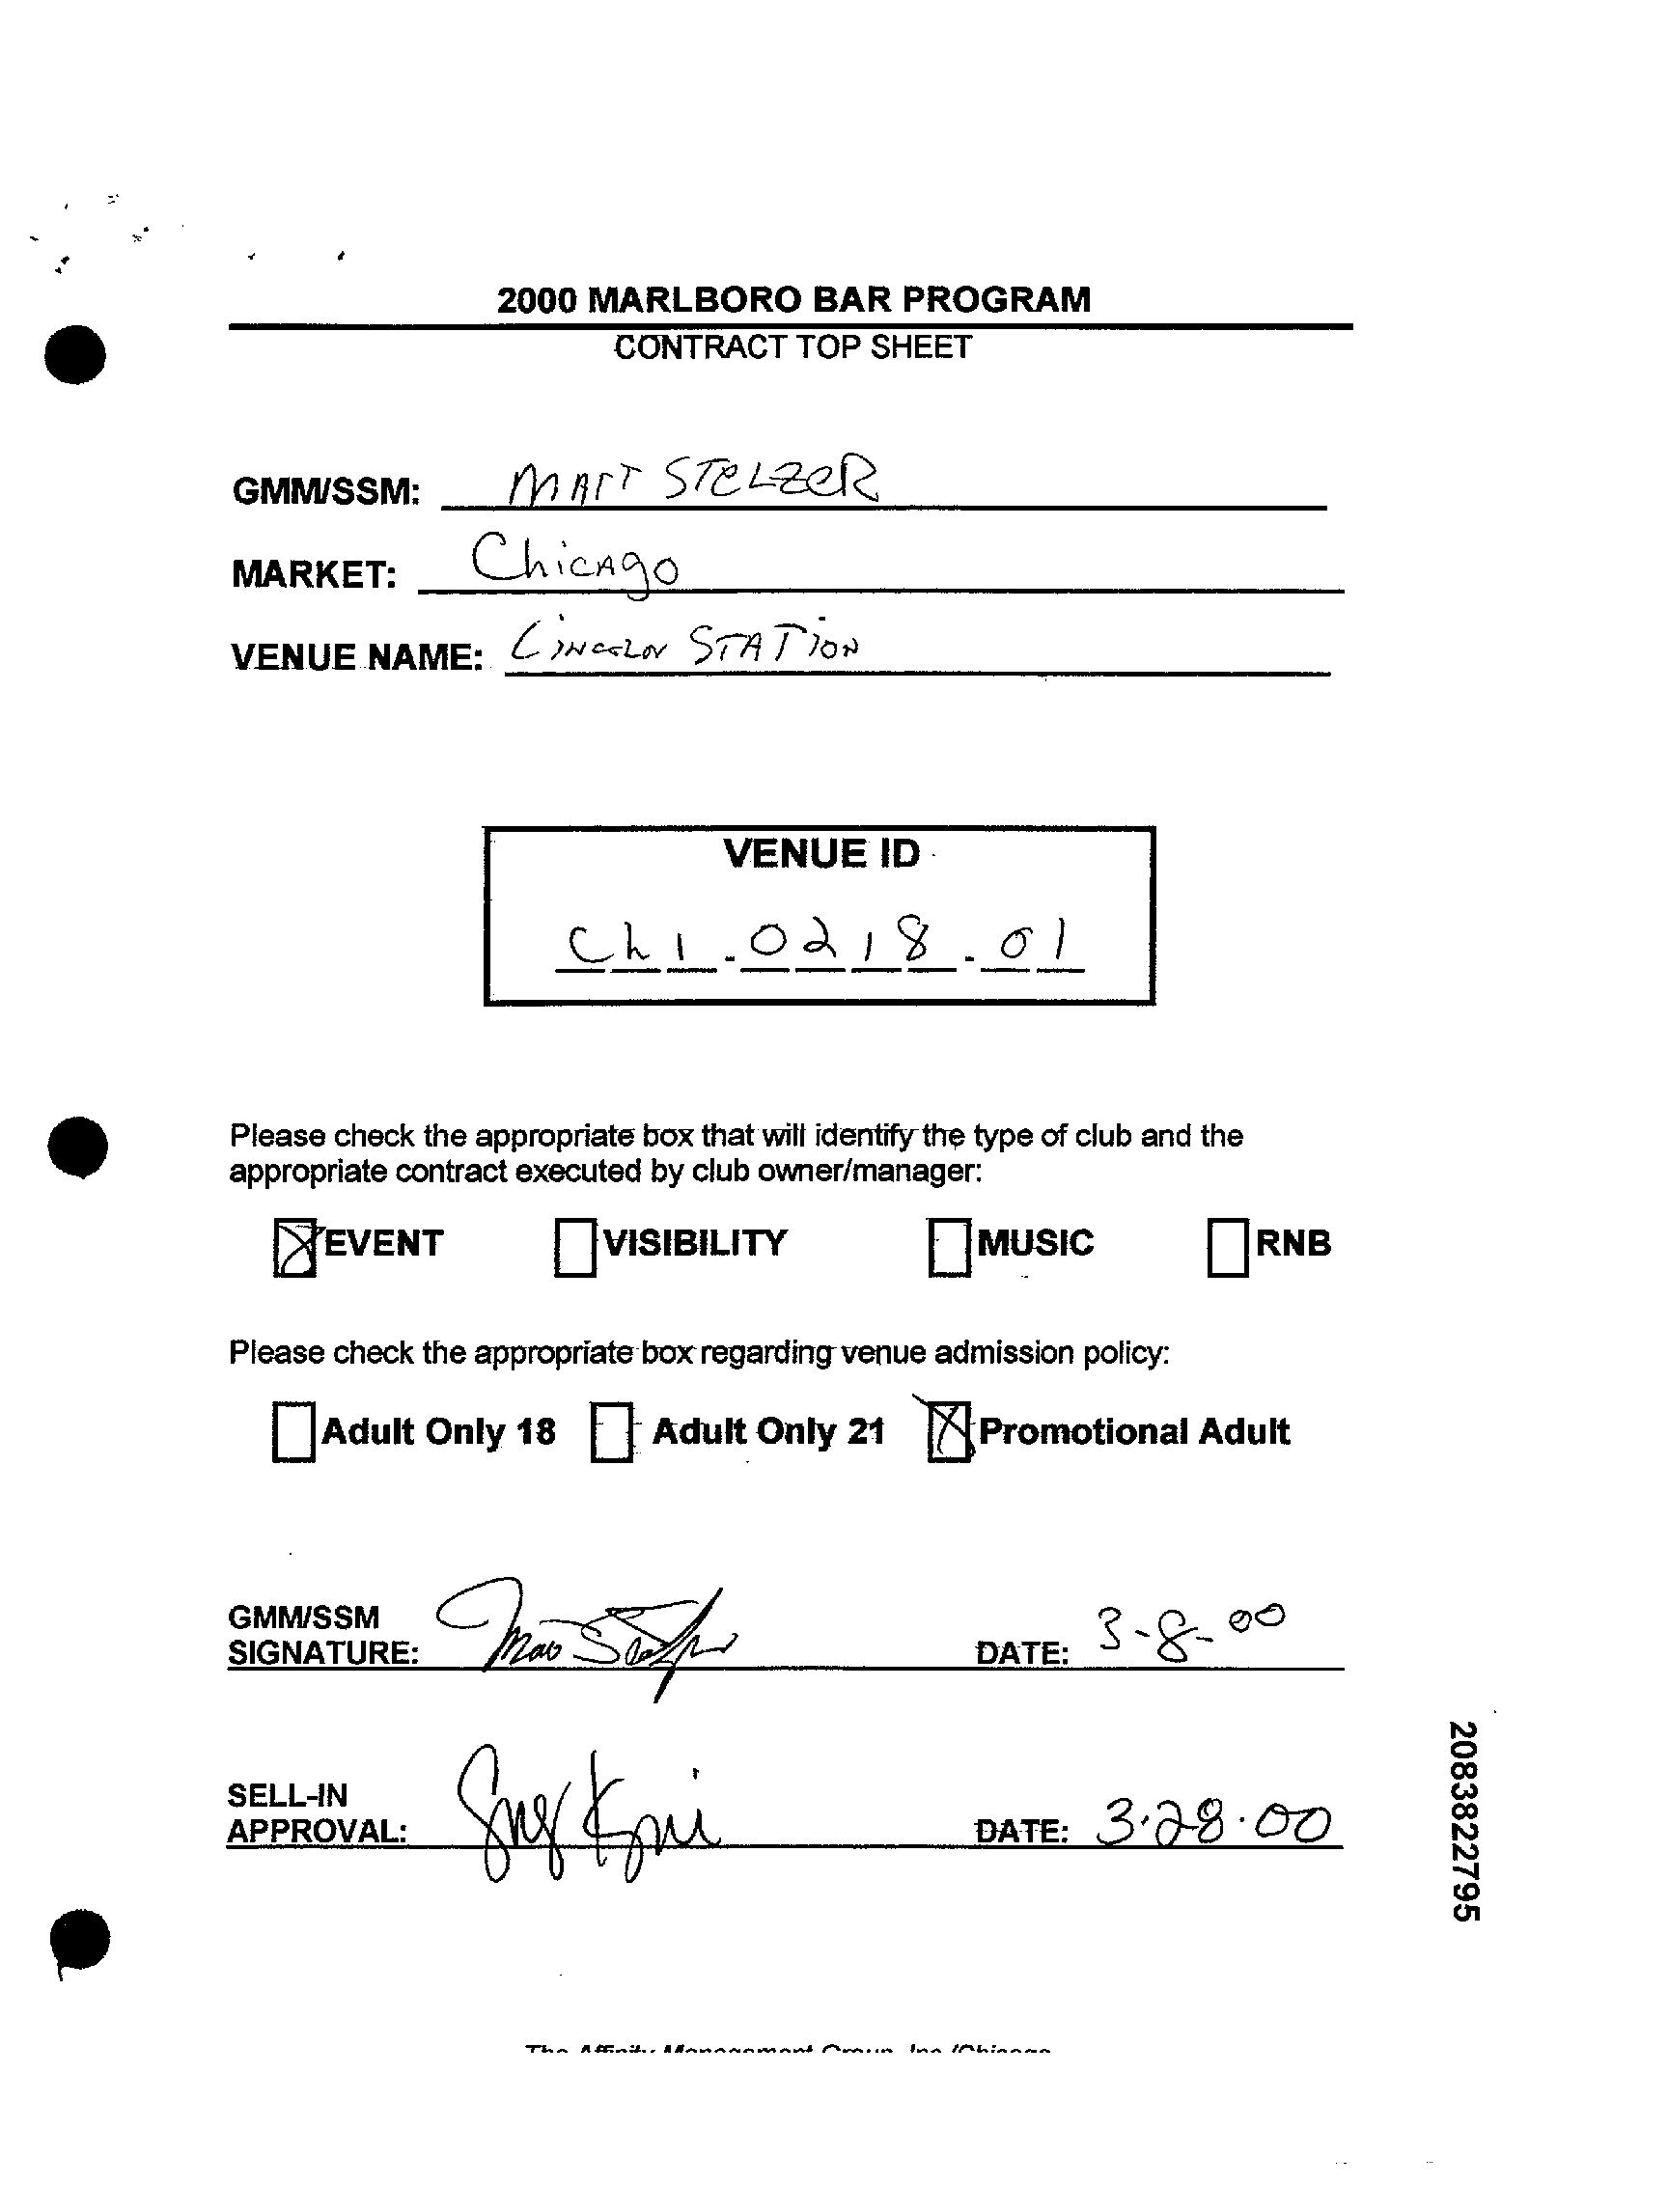 2000 MARLBORO BAR PROGRAM
CONTRACT TOP SHEET
GMM/SSM: MATT STELZER
MARKET: Chicago
VENUE NAME: LINCOLN STATION
VENUE ID
Ch1.0218.01
Please check the appropriate box that will identify the type of club and the
appropriate contract executed by club owner/manager:
EVENT VISIBILITY MUSIC RNB
Please check the appropriate box regarding venue admission policy:
Adult Only 18 Adult Only 21 Promotional Adult
GMM/SSM
SIGNATURE: DATE: 3-8-00
SELL-IN
APPROVAL: DATE: 3.28.00
2083822795
The Affinity Management Group, Inc./Chicago